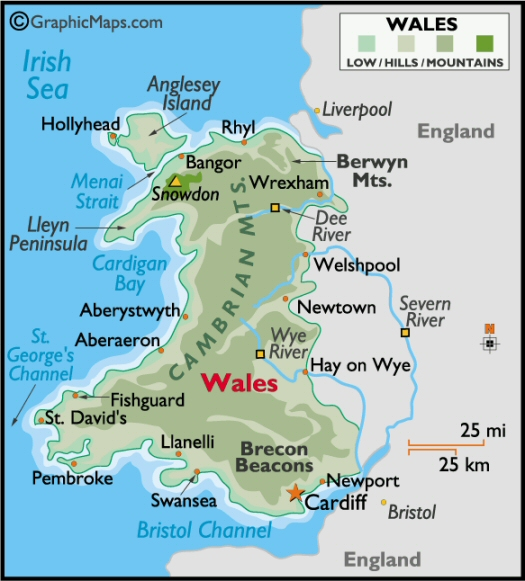 ©GraphicMaps.com
WALES
LOW / HILLS / MOUNTAINS
Irish
Sea
Anglesey
Island
Liverpool
Hollyhead
Rhyl
England
Bangor
Berwyn
Mts.
Menai
Strait
Snowdon
Wrexham
Lleyn
Peninsula
Dee
River
CAMBRIAN MTS.
Cardigan
Bay
Welshpool
Aberystwyth
Newtown
Severn
River
St.
George's
Channel
Aberaeron
Wye
River
N
Hay on Wye
Wales
Fishguard
St. David's
25 mi
25 km
Llanelli
Brecon
Beacons
Pembroke
Swansea
Newport
Cardiff
Bristol
Bristol Channel
England